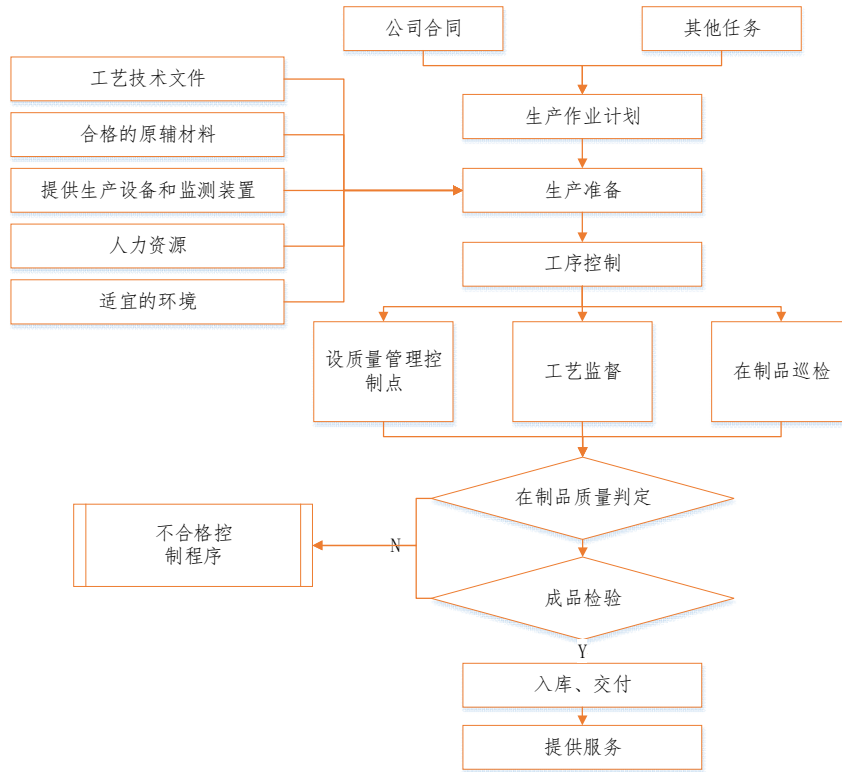 公司合同
其他任务
工艺技术文件
合格的原辅材料
提供生产设备和监测装置
人力资源
适宜的环境
生产作业计划
生产准备
工序控制
设质量管理控
制点
工艺监督
在制品巡检
在制品质量判定
不合格控
制程序
N
成品检验
Y
入库、交付
提供服务